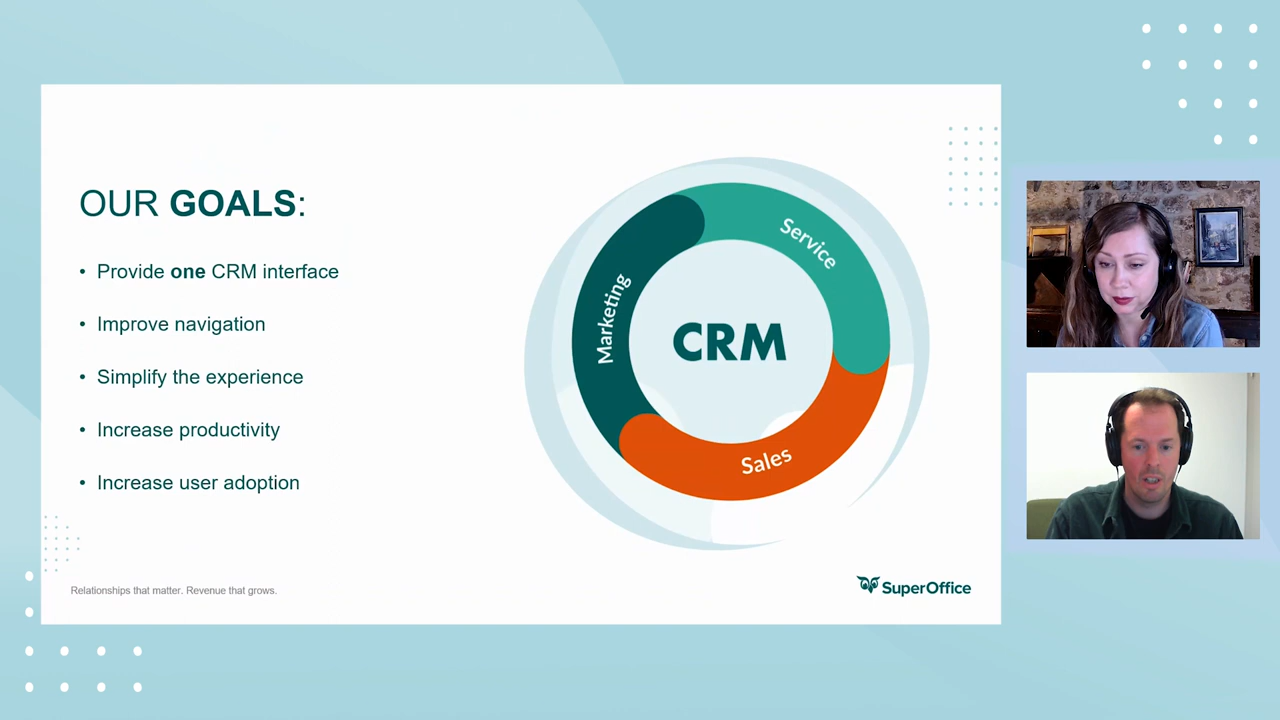 OUR GOALS:
• Provide one CRM interface
• Improve navigation
• Simplify the experience
• Increase productivity
• Increase user adoption
Marketing
Service
CRM
Sales
Relationships that matter. Revenue that grows.
SuperOffice